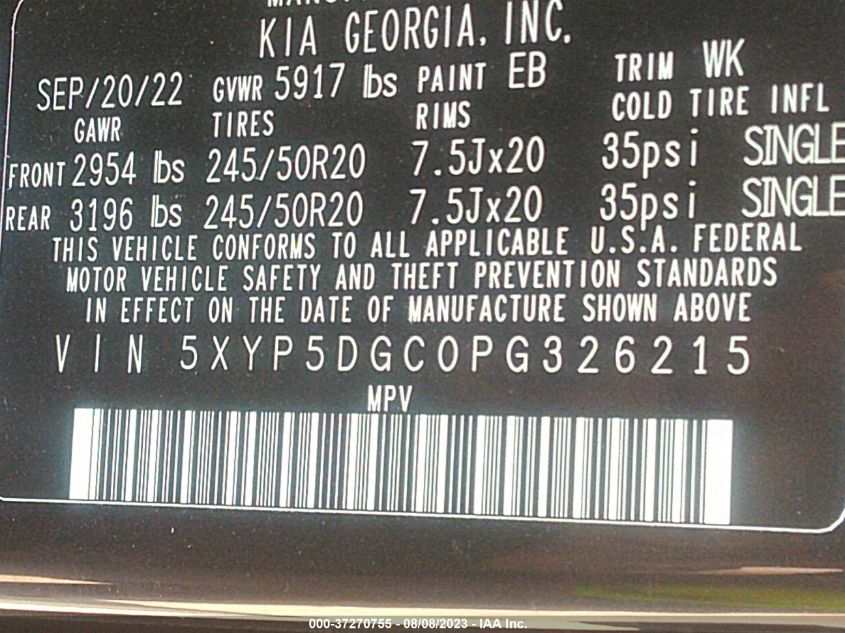 KIA GEORGIA, INC.
SEP/20/22 GVWR 5917 lbs PAINT EB TRIM WK
GAWR TIRES RIMS COLD TIRE INFL
FRONT 2954 lbs 245/50R20 7.5Jx20 35psi SINGLE
REAR 3196 lbs 245/50R20 7.5Jx20 35psi SINGLE
THIS VEHICLE CONFORMS TO ALL APPLICABLE U.S.A. FEDERAL
MOTOR VEHICLE SAFETY AND THEFT PREVENTION STANDARDS
IN EFFECT ON THE DATE OF MANUFACTURE SHOWN ABOVE
VIN 5XYP5DGC0PG326215
MPV
000-37270755 - 08/08/2023 - IAA Inc.